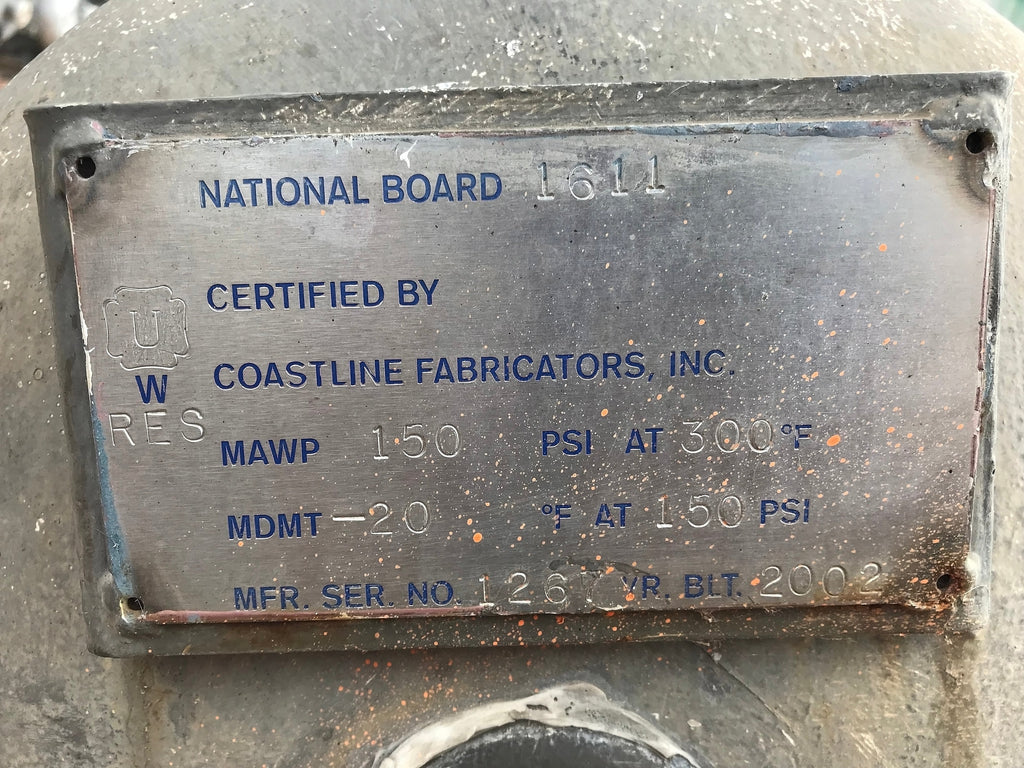 NATIONAL BOARD 1611
CERTIFIED BY
U
W
RES
COASTLINE FABRICATORS, INC.
MAWP 150 PSI AT 300°F
MDMT -20 °F AT 150 PSI
MFR. SER. NO. 1267 YR. BLT. 2002